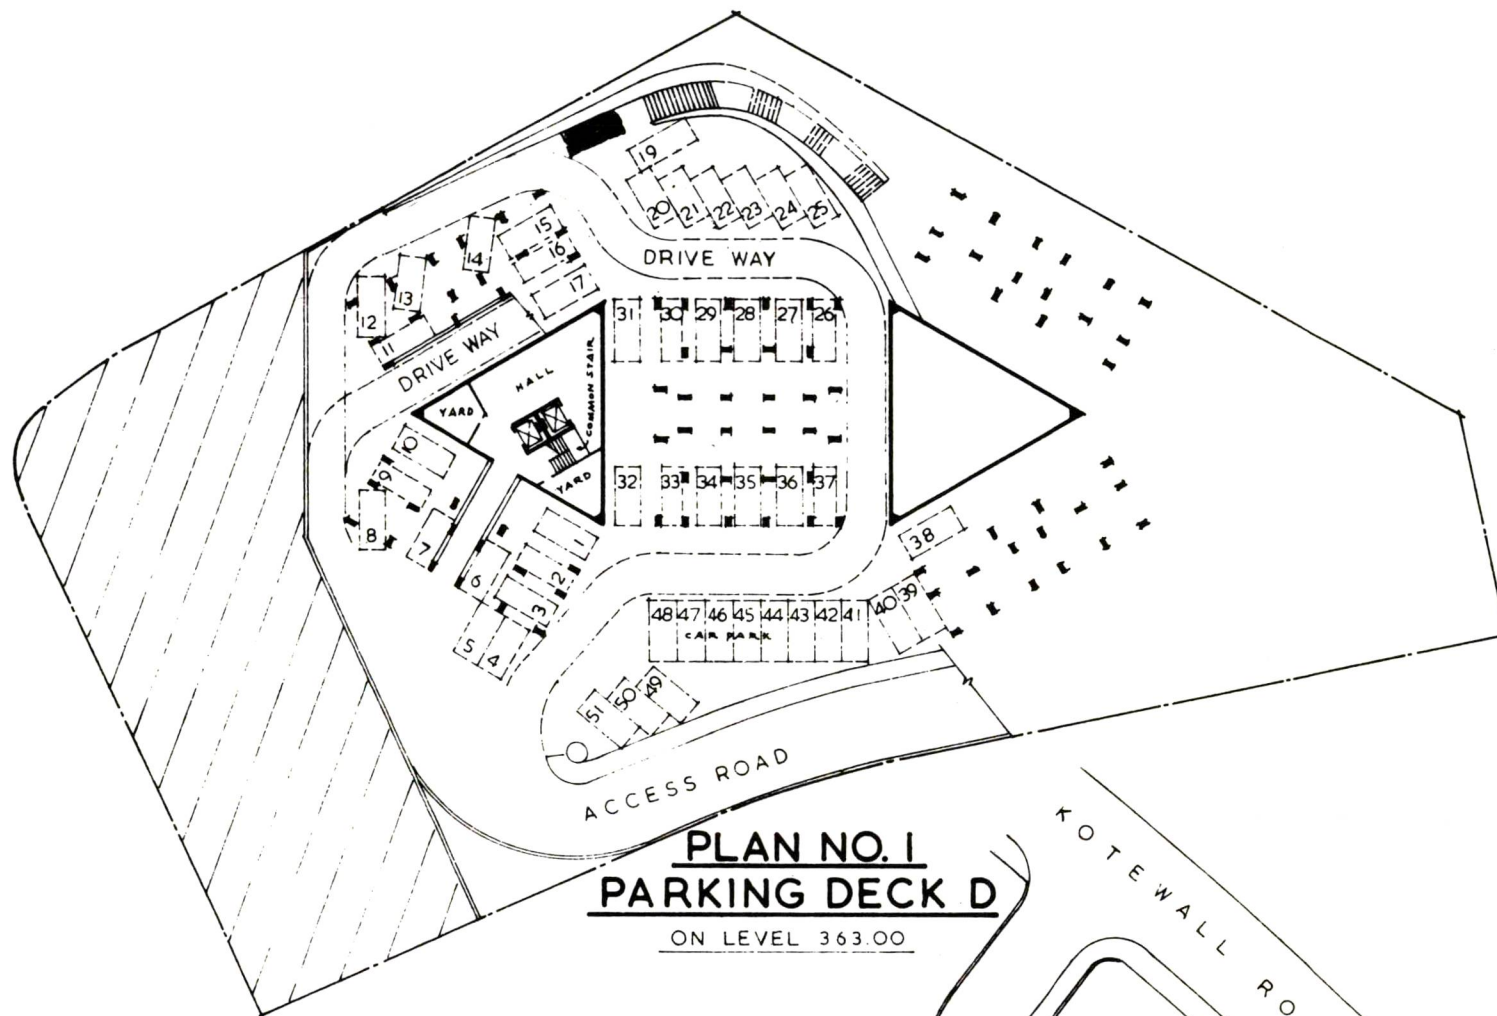 19
20 21 22 23 24 25
15
14 16
13 17
12
11
DRIVE WAY
DRIVE WAY
31 30 29 28 27 26
HALL
COMMON STAIR
YARD
YARD
10
9
8
7
6
5
4
3
2
1
32 33 34 35 36 37
38
39
40
48 47 46 45 44 43 42 41
CAR PARK
49
50
51
ACCESS ROAD
PLAN NO. 1
PARKING DECK D
ON LEVEL 363.00
KOTEWALL RO